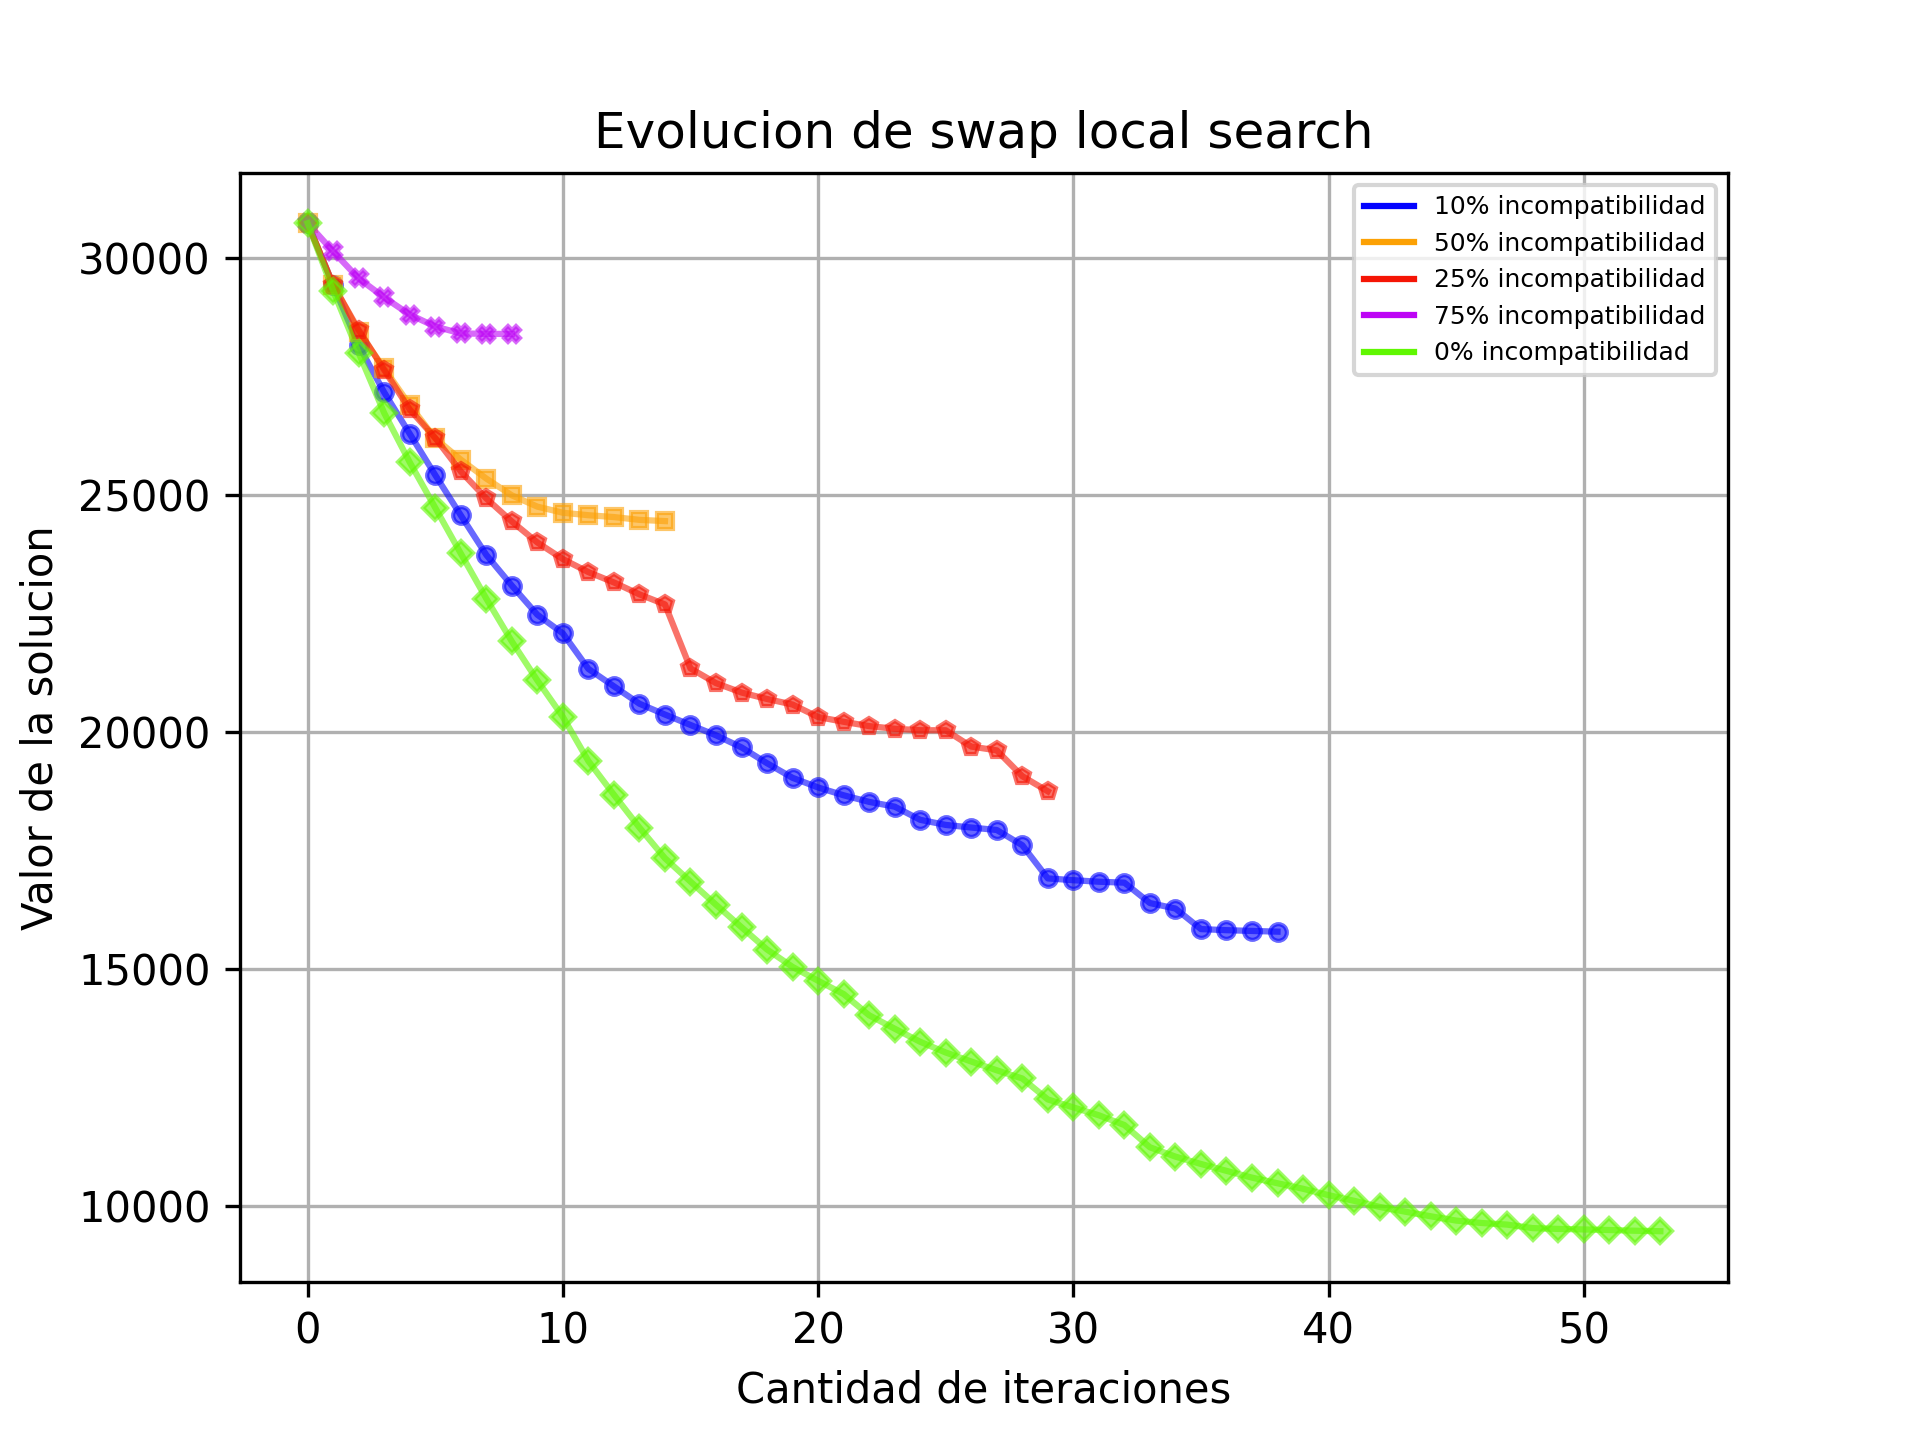 Evolucion de swap local search
10% incompatibilidad
50% incompatibilidad
25% incompatibilidad
75% incompatibilidad
0% incompatibilidad
Valor de la solucion
30000
25000
20000
15000
10000
0 10 20 30 40 50
Cantidad de iteraciones